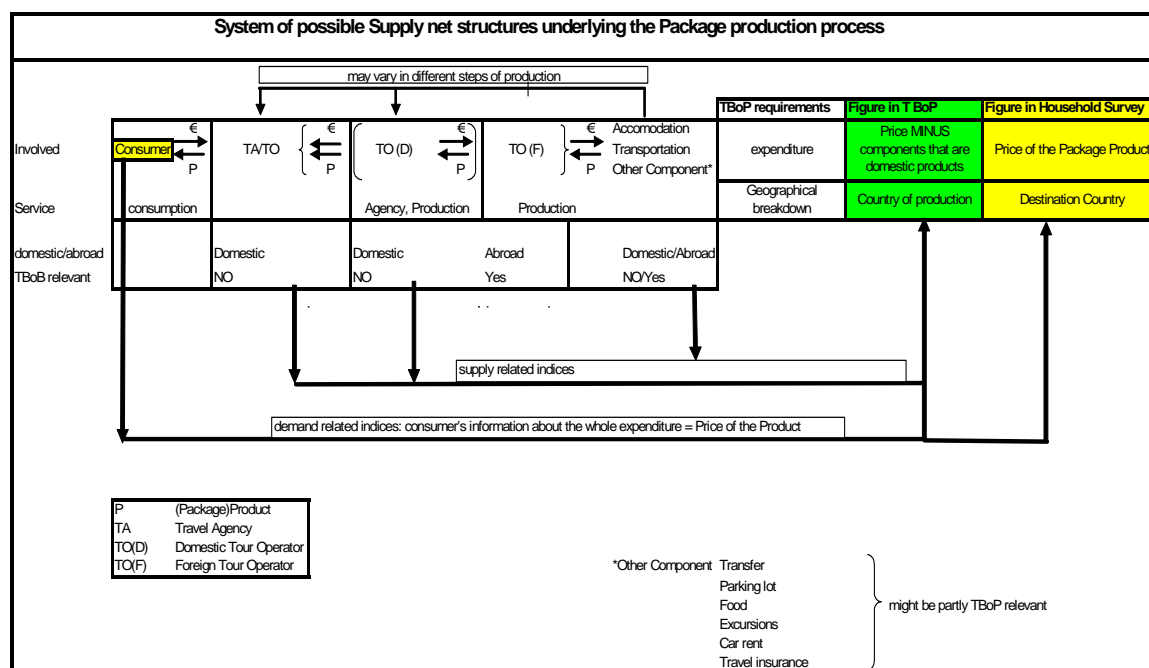 System of possible Supply net structures underlying the Package production process
may vary in different steps of production
TBoP requirements Figure in T BoP Figure in Household Survey
Involved Consumer € P TA/TO € P TO (D) € P TO (F) € P Accomodation
Transportation
Other Component*
expenditure
Price MINUS
components that are
domestic products
Price of the Package Product
Service consumption Agency, Production Production
Geographical
breakdown
Country of production Destination Country
domestic/abroad Domestic Domestic Abroad Domestic/Abroad
TBoB relevant NO NO Yes NO/Yes
supply related indices
demand related indices: consumer's information about the whole expenditure = Price of the Product
P (Package)Product
TA Travel Agency
TO(D) Domestic Tour Operator
TO(F) Foreign Tour Operator
*Other Component Transfer
Parking lot
Food
Excursions
Car rent
Travel insurance
might be partly TBoP relevant